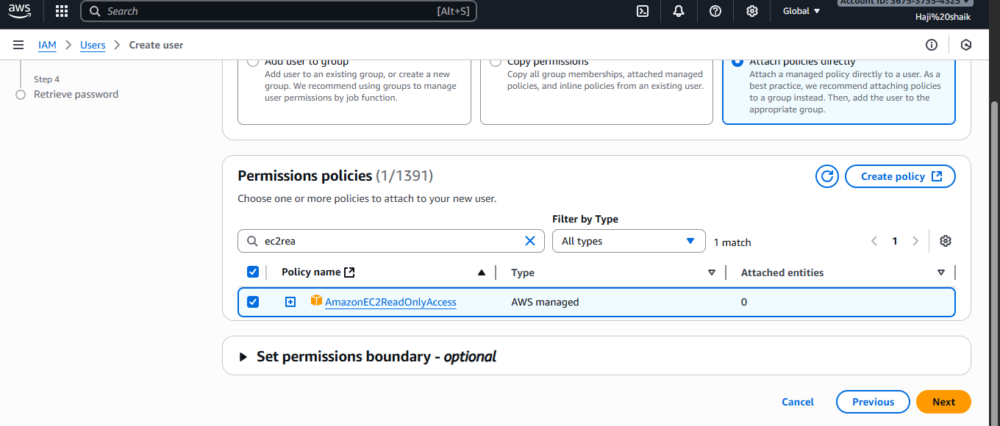 aws
Search
[Alt+S]
Global
Account ID: 3675-3735-4325
Haji%20shaik
IAM
Users
Create user
Step 4
Retrieve password
Add user to group
Add user to an existing group, or create a new
group. We recommend using groups to manage
user permissions by job function.
Copy permissions
Copy all group memberships, attached managed
policies, and inline policies from an existing user.
Attach policies directly
Attach a managed policy directly to a user. As a
best practice, we recommend attaching policies
to a group instead. Then, add the user to the
appropriate group.
Permissions policies (1/1391)
Create policy
Choose one or more policies to attach to your new user.
Filter by Type
ec2rea
All types
1 match
1
Policy name
Type
Attached entities
AmazonEC2ReadOnlyAccess
AWS managed
0
Set permissions boundary - optional
Cancel
Previous
Next